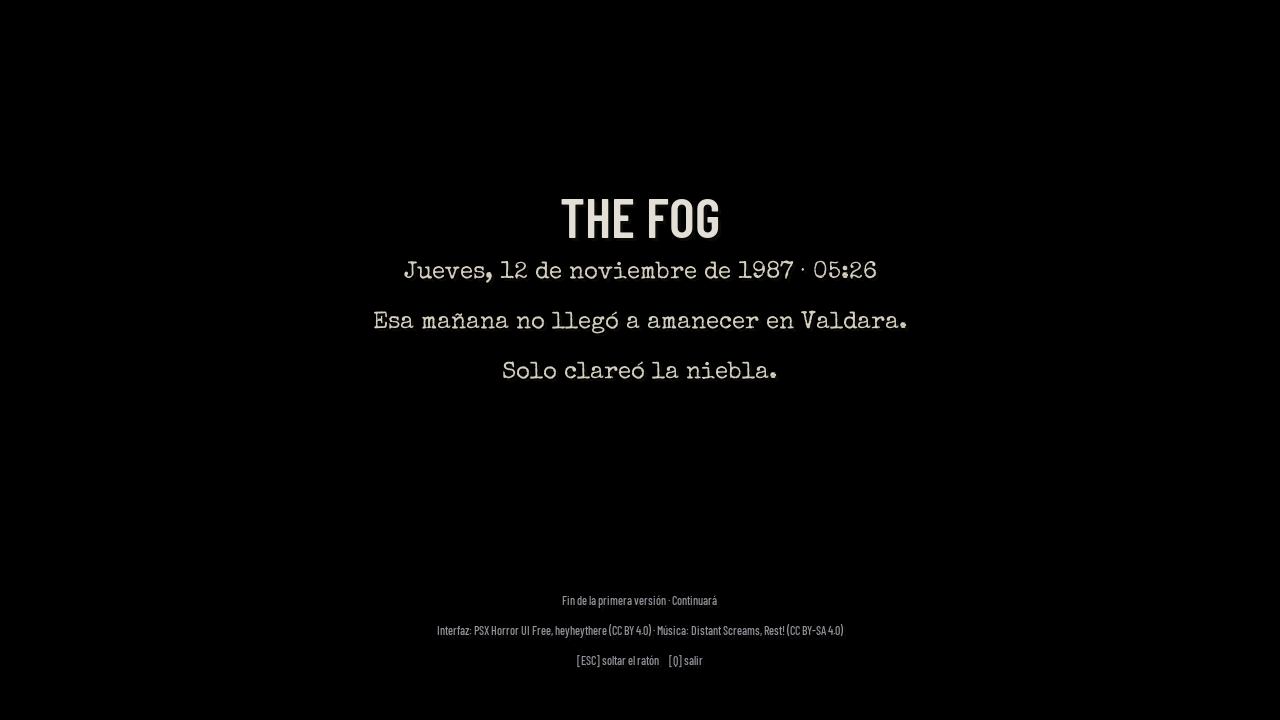 THE FOG
Jueves, 12 de noviembre de 1987 · 05:26
Esa mañana no llegó a amanecer en Valdara.
Solo clareó la niebla.
Fin de la primera versión · Continuará
Interfaz: PSX Horror UI Free, heyheythere (CC BY 4.0) · Música: Distant Screams, Rest! (CC BY-SA 4.0)
[ESC] soltar el ratón [Q] salir